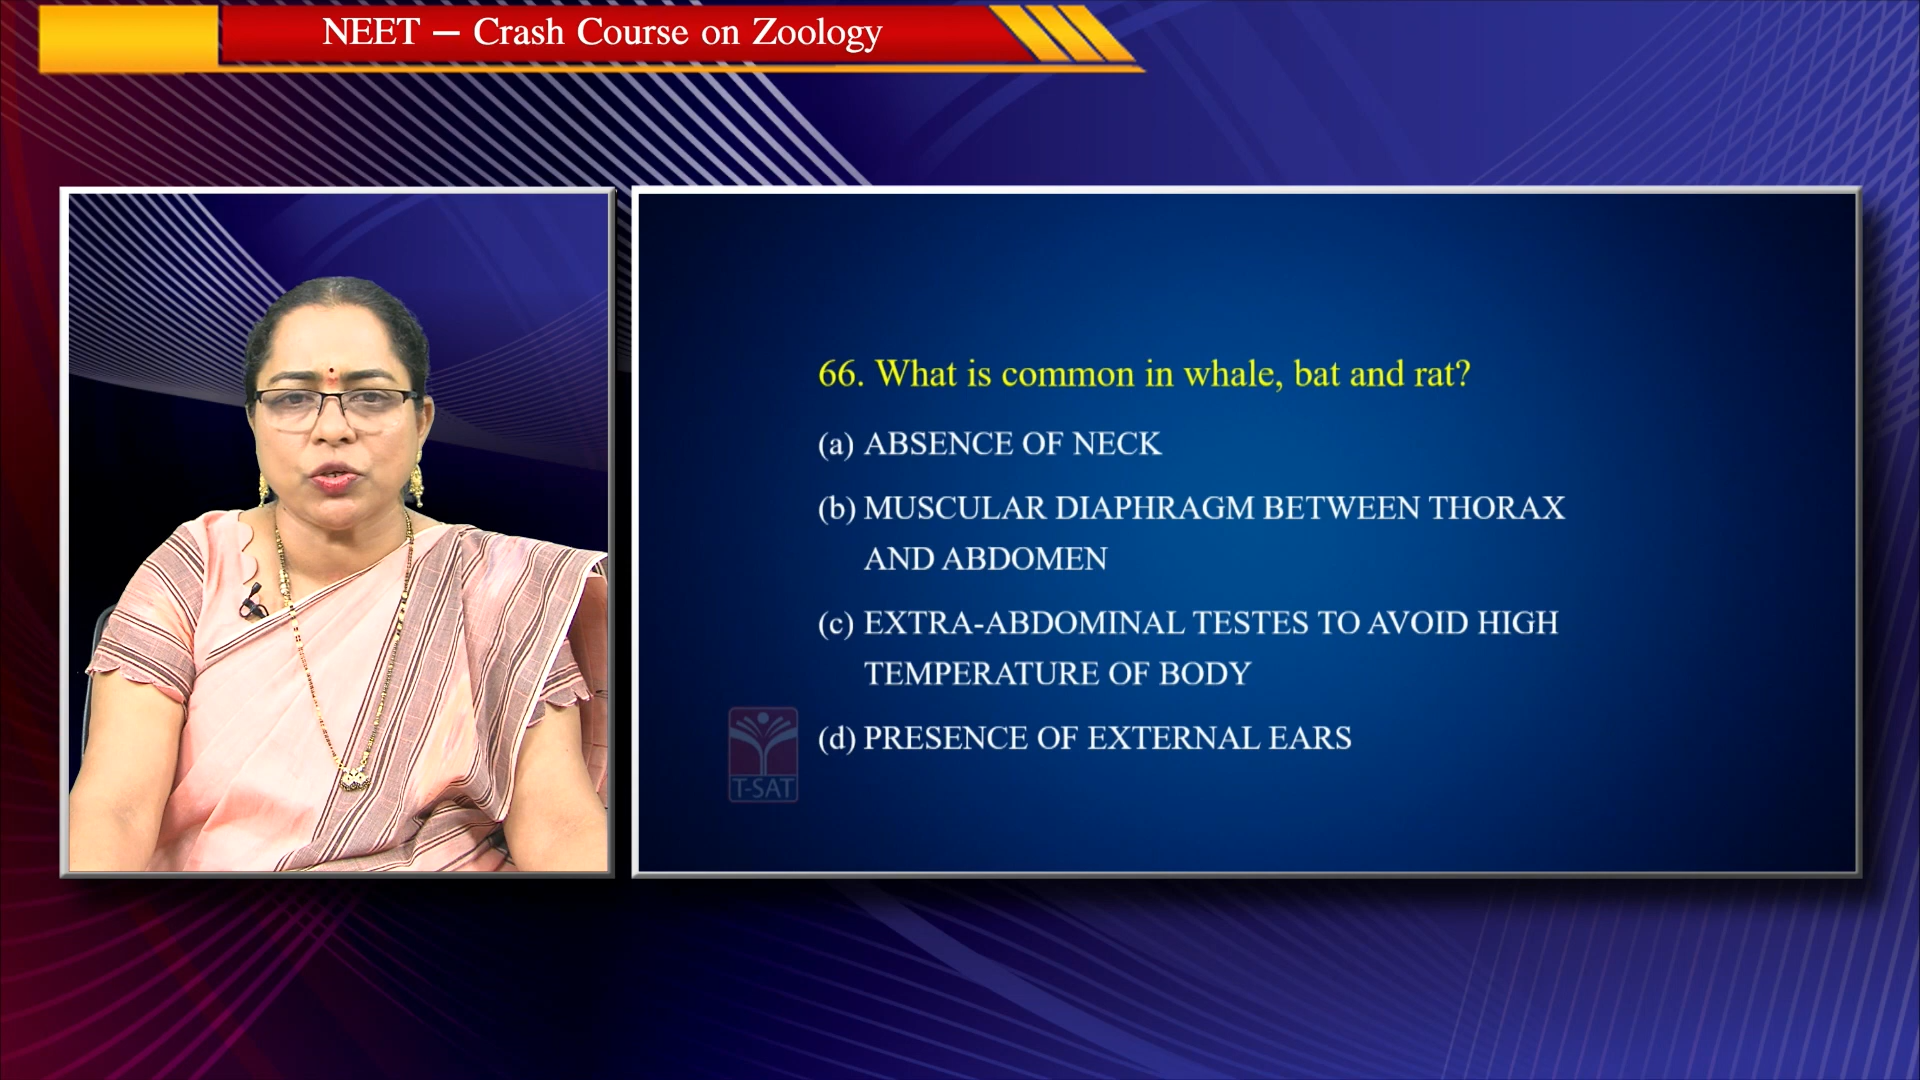 NEET – Crash Course on Zoology
66. What is common in whale, bat and rat?
(a) ABSENCE OF NECK
(b) MUSCULAR DIAPHRAGM BETWEEN THORAX
AND ABDOMEN
(c) EXTRA-ABDOMINAL TESTES TO AVOID HIGH
TEMPERATURE OF BODY
(d) PRESENCE OF EXTERNAL EARS
T-SAT